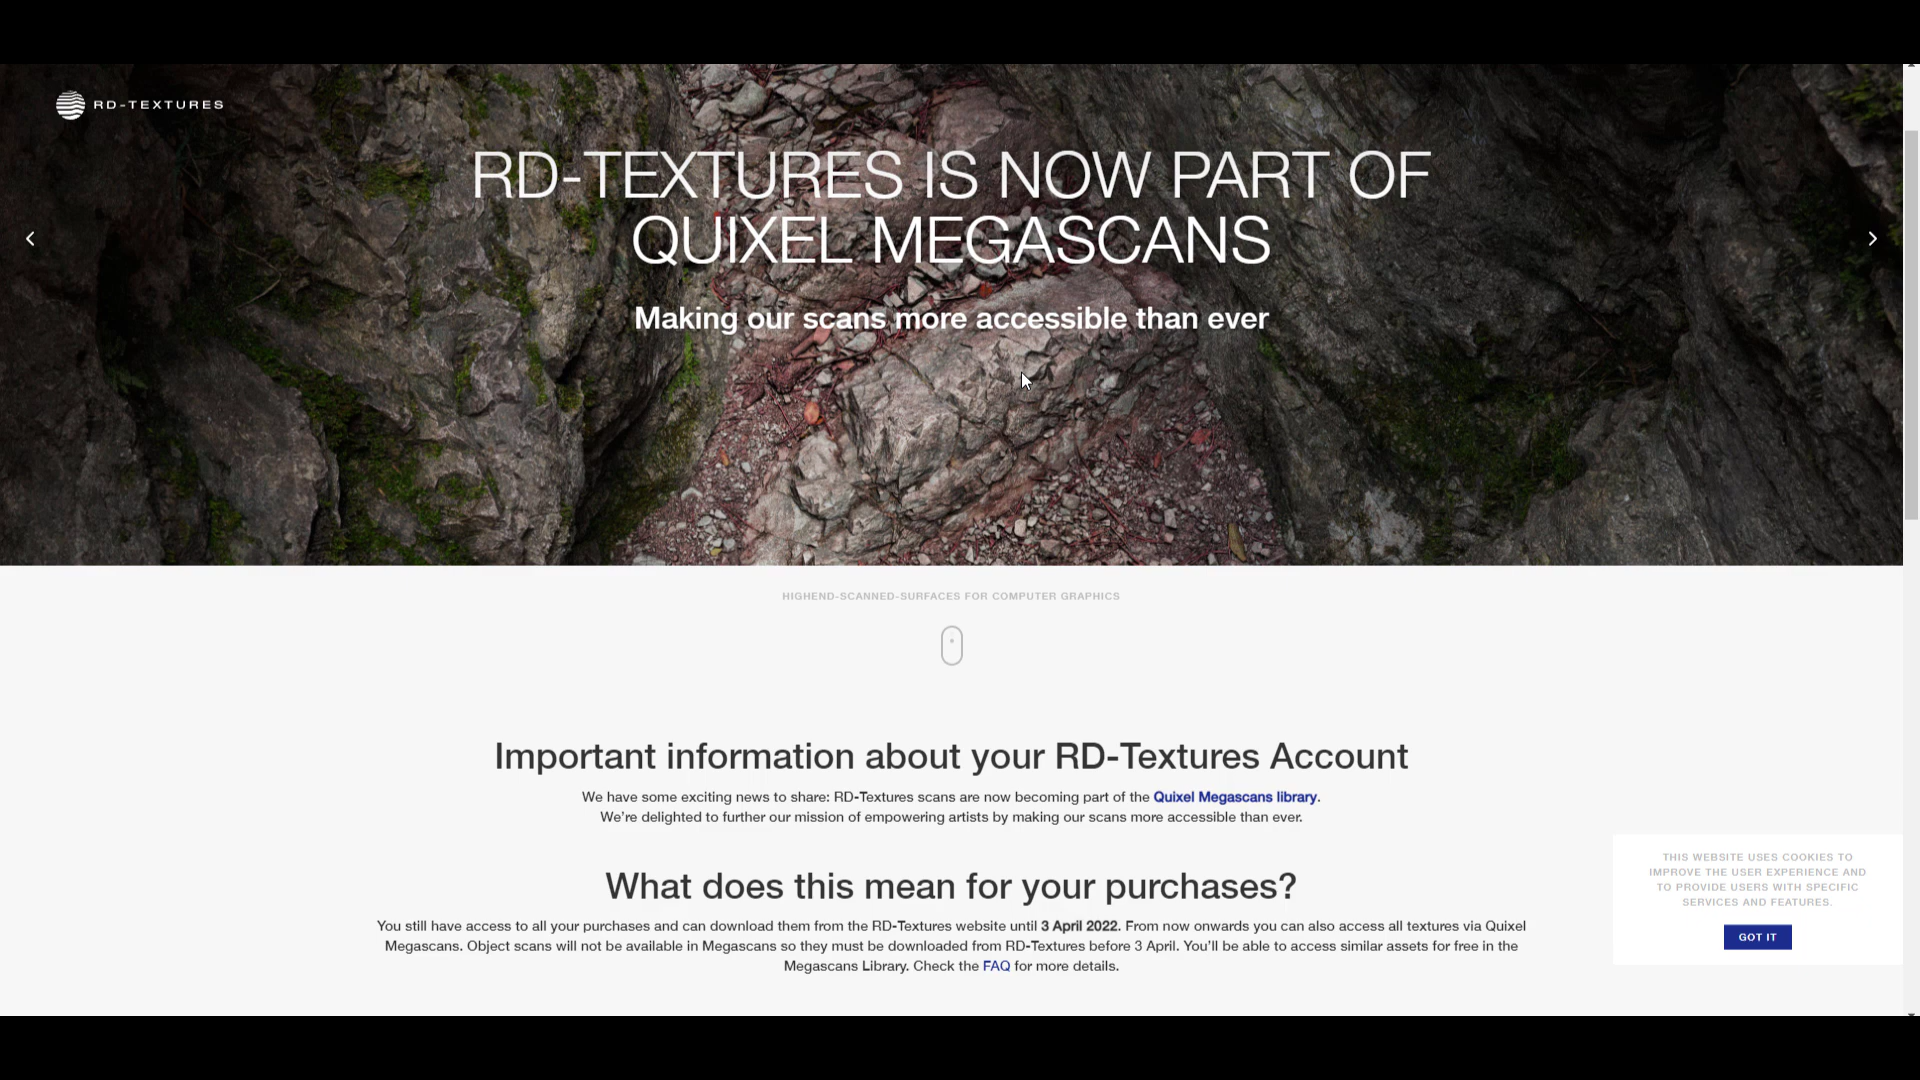 RD-TEXTURES
RD-TEXTURES IS NOW PART OF
QUIXEL MEGASCANS
Making our scans more accessible than ever
HIGHEND-SCANNED-SURFACES FOR COMPUTER GRAPHICS
Important information about your RD-Textures Account
We have some exciting news to share: RD-Textures scans are now becoming part of the Quixel Megascans library.
We're delighted to further our mission of empowering artists by making our scans more accessible than ever.
What does this mean for your purchases?
You still have access to all your purchases and can download them from the RD-Textures website until 3 April 2022. From now onwards you can also access all textures via Quixel
Megascans. Object scans will not be available in Megascans so they must be downloaded from RD-Textures before 3 April. You'll be able to access similar assets for free in the
Megascans Library. Check the FAQ for more details.
THIS WEBSITE USES COOKIES TO
IMPROVE THE USER EXPERIENCE AND
TO PROVIDE USERS WITH SPECIFIC
SERVICES AND FEATURES.
GOT IT